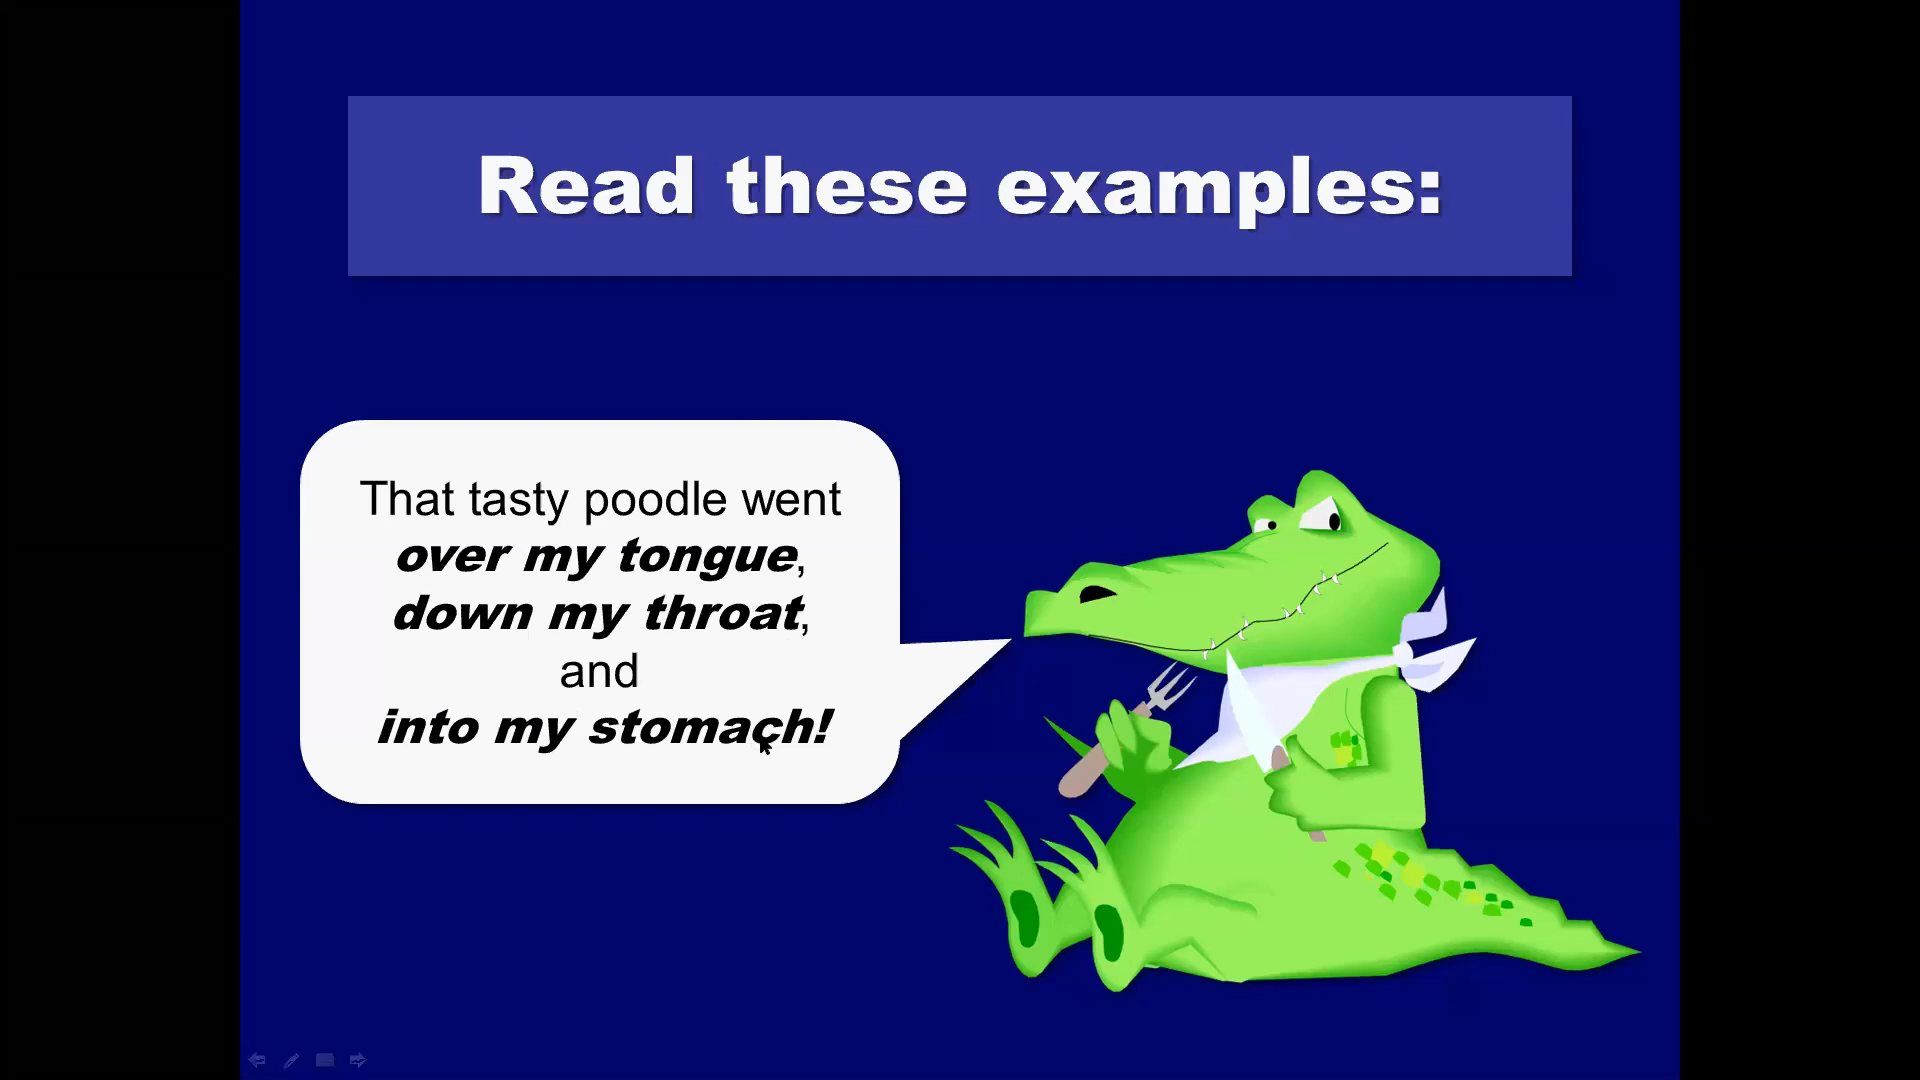 Read these examples:
That tasty poodle went
over my tongue,
down my throat,
and
into my stomach!